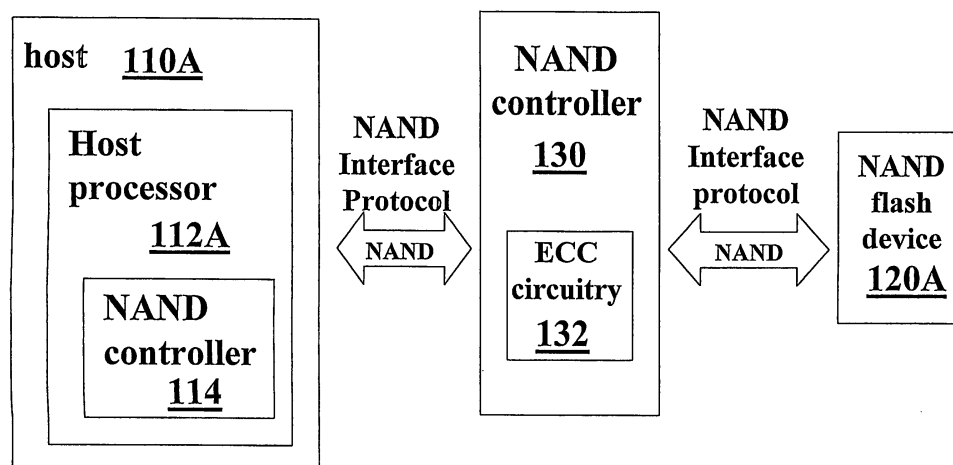 host 110A
Host
processor
112A
NAND
controller
114
NAND
Interface
Protocol
NAND
NAND
controller
130
ECC
circuitry
132
NAND
Interface
protocol
NAND
NAND
flash
device
120A